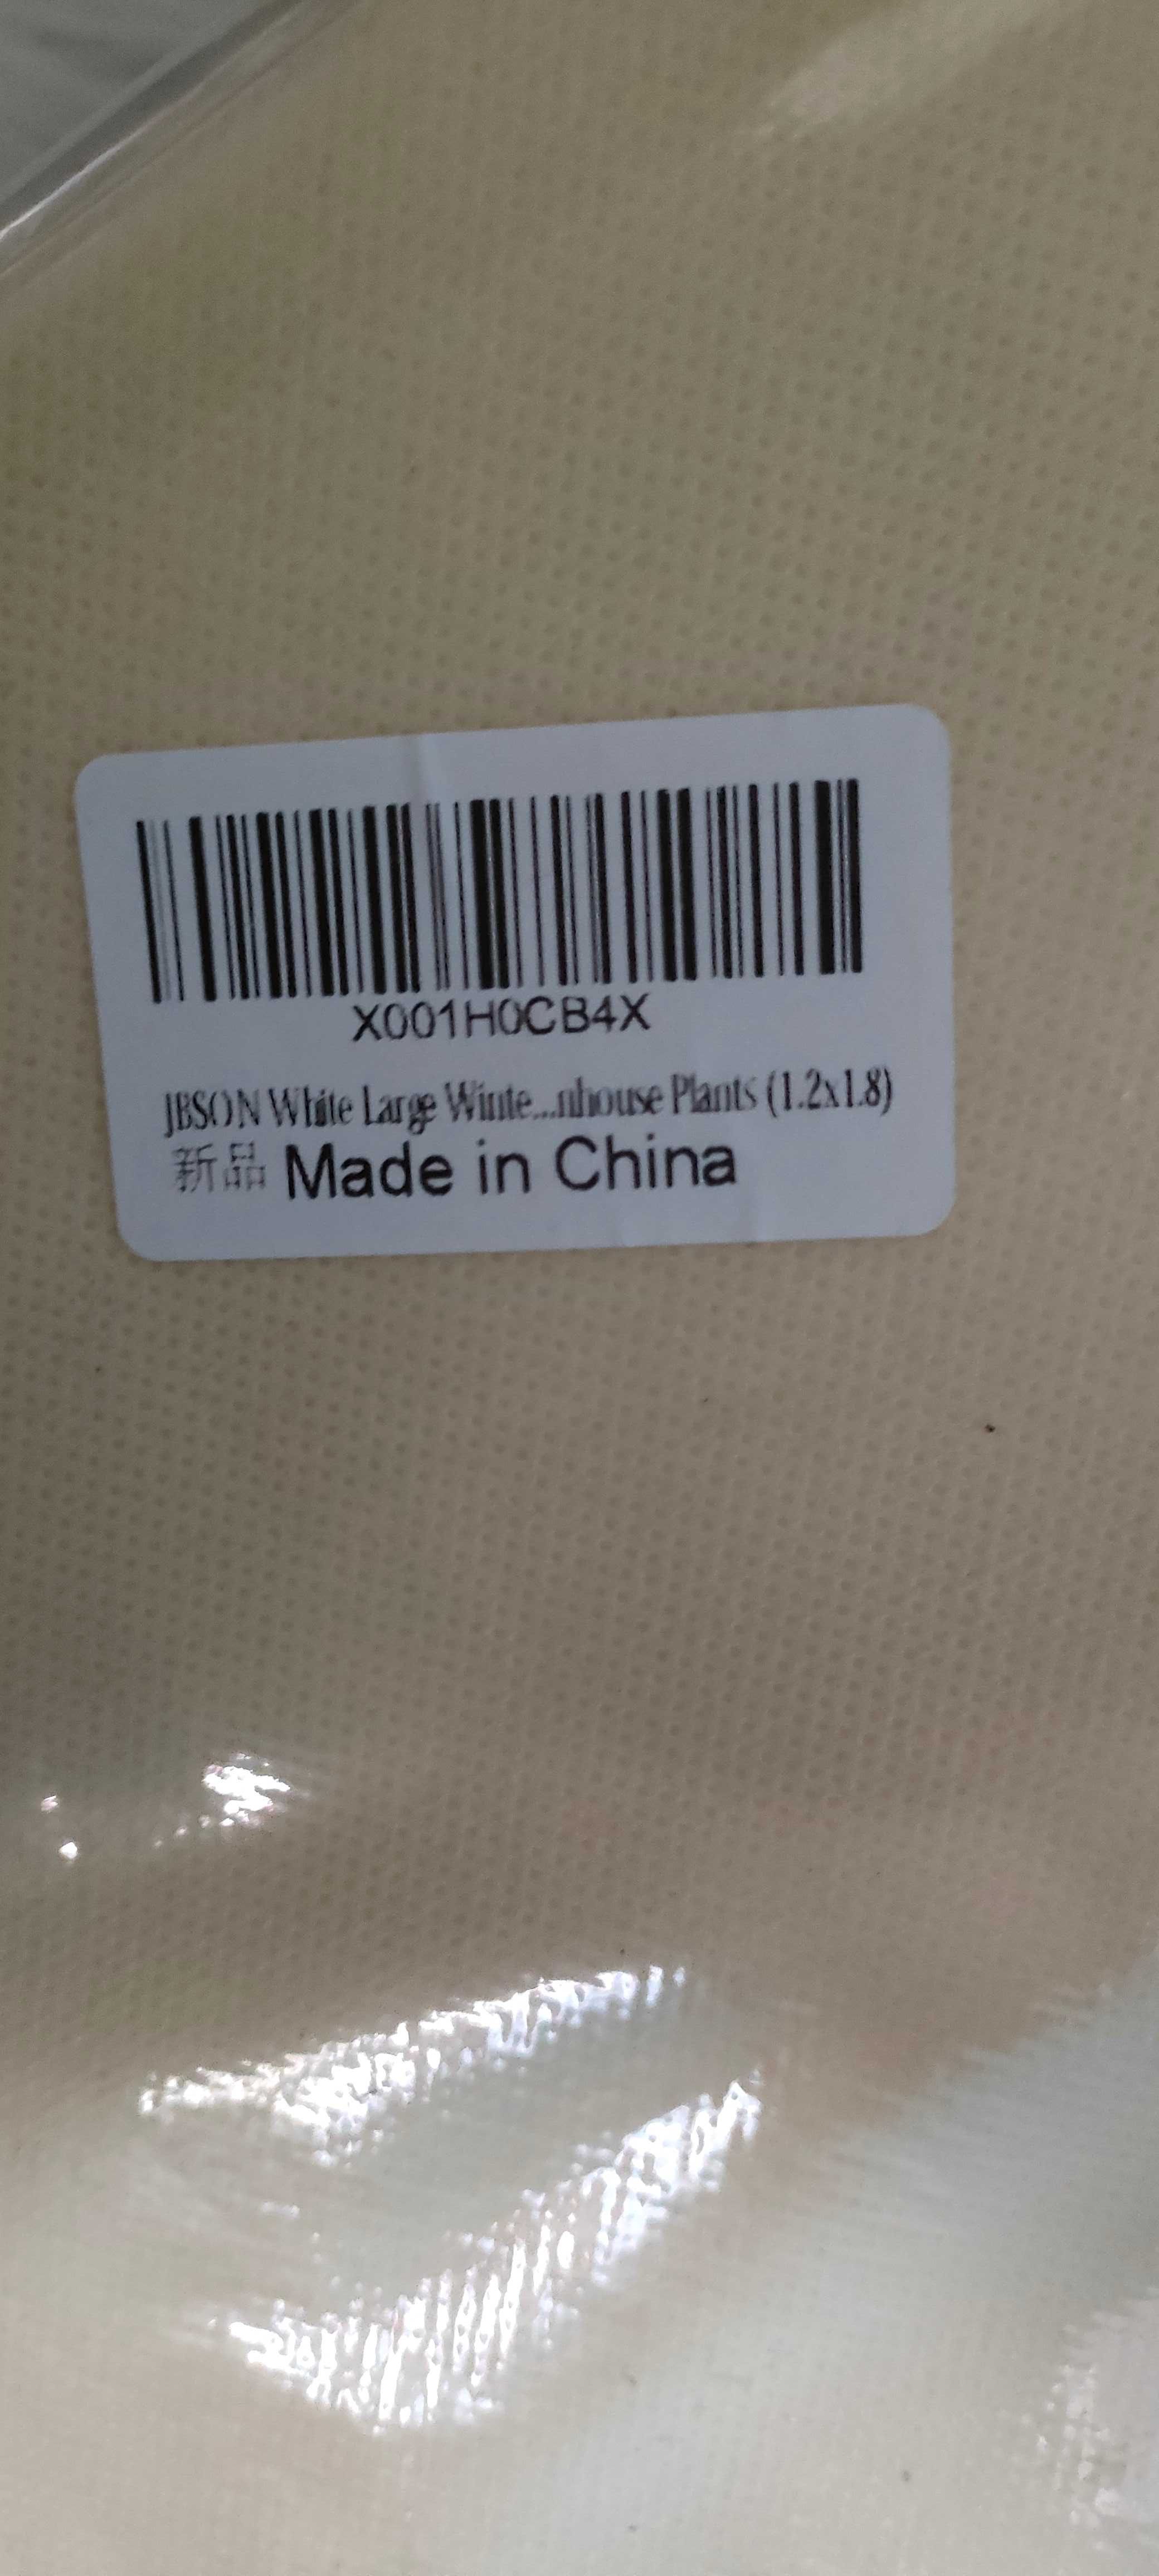 X001H0CB4X
JBSON White Large Winte...nhouse Plants (1.2x1.8)
新品 Made in China